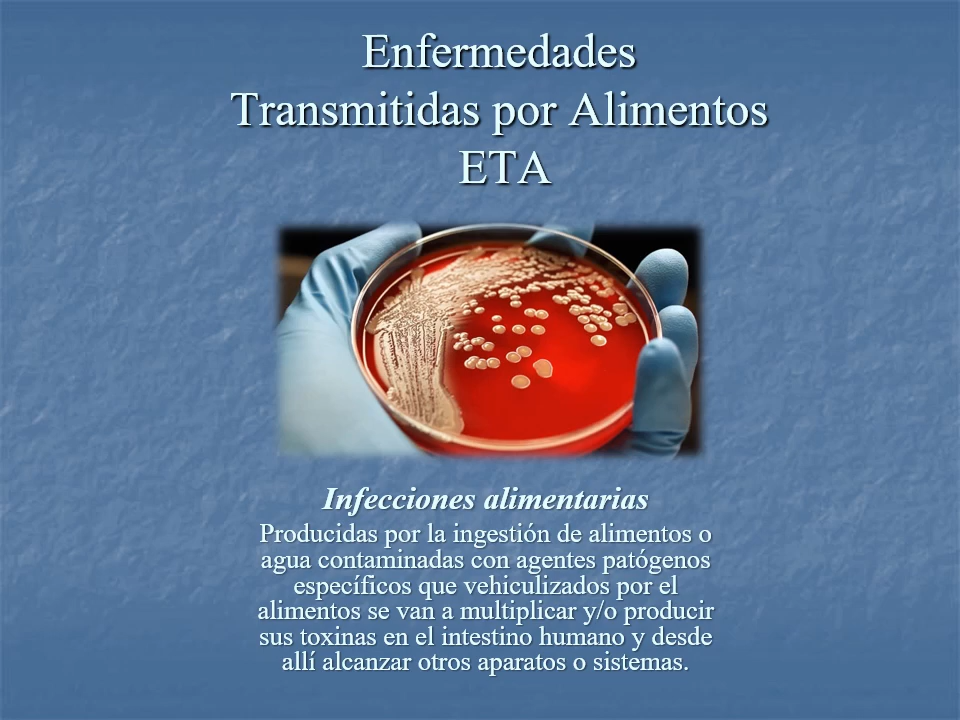 Enfermedades
Transmitidas por Alimentos
ETA
Infecciones alimentarias
Producidas por la ingestión de alimentos o
agua contaminadas con agentes patógenos
específicos que vehiculizados por el
alimentos se van a multiplicar y/o producir
sus toxinas en el intestino humano y desde
allí alcanzar otros aparatos o sistemas.